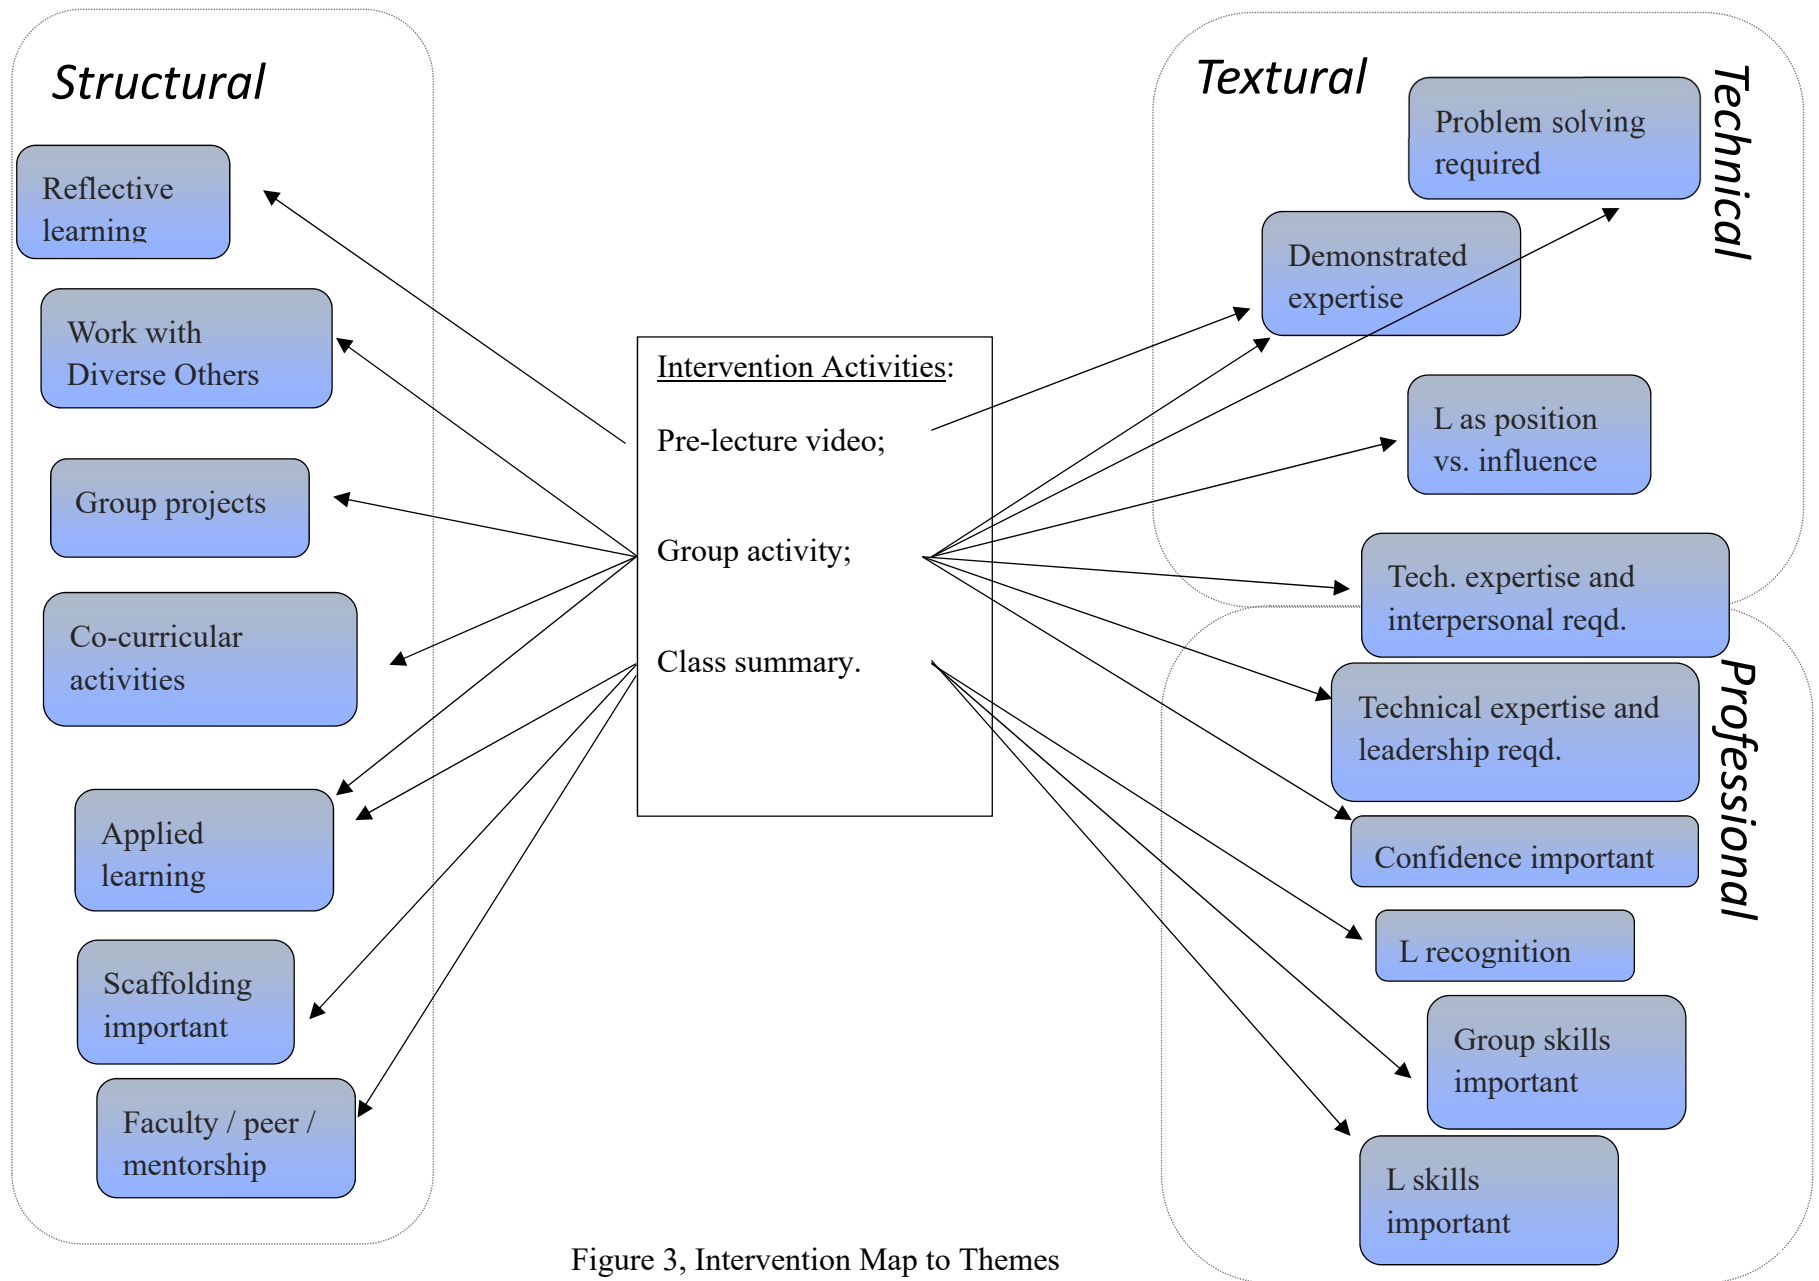 Structural
Reflective
learning
Work with
Diverse Others
Group projects
Co-curricular
activities
Applied
learning
Scaffolding
important
Faculty / peer /
mentorship
Intervention Activities:
Pre-lecture video;
Group activity;
Class summary.
Textural
Technical
Problem solving
required
Demonstrated
expertise
L as position
vs. influence
Tech. expertise and
interpersonal reqd.
Professional
Technical expertise and
leadership reqd.
Confidence important
L recognition
Group skills
important
L skills
important
Figure 3, Intervention Map to Themes